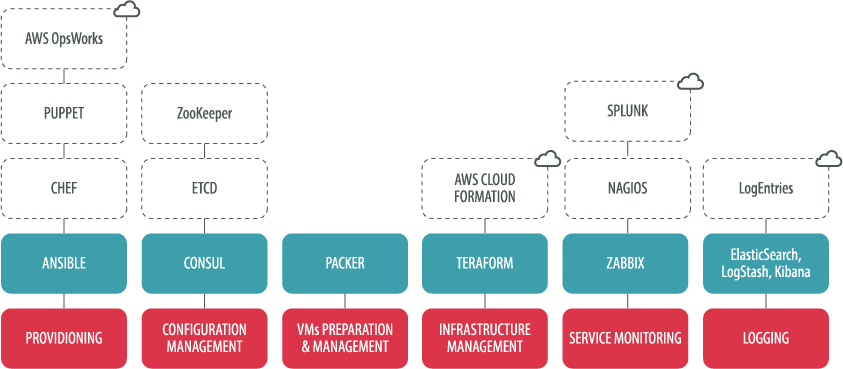 AWS OpsWorks
PUPPET
ZooKeeper
SPLUNK
CHEF
ETCD
AWS CLOUD
FORMATION
NAGIOS
LogEntries
ANSIBLE
CONSUL
PACKER
TERAFORM
ZABBIX
ElasticSearch,
LogStash, Kibana
PROVIDIONING
CONFIGURATION
MANAGEMENT
VMs PREPARATION
& MANAGEMENT
INFRASTRUCTURE
MANAGEMENT
SERVICE MONITORING
LOGGING